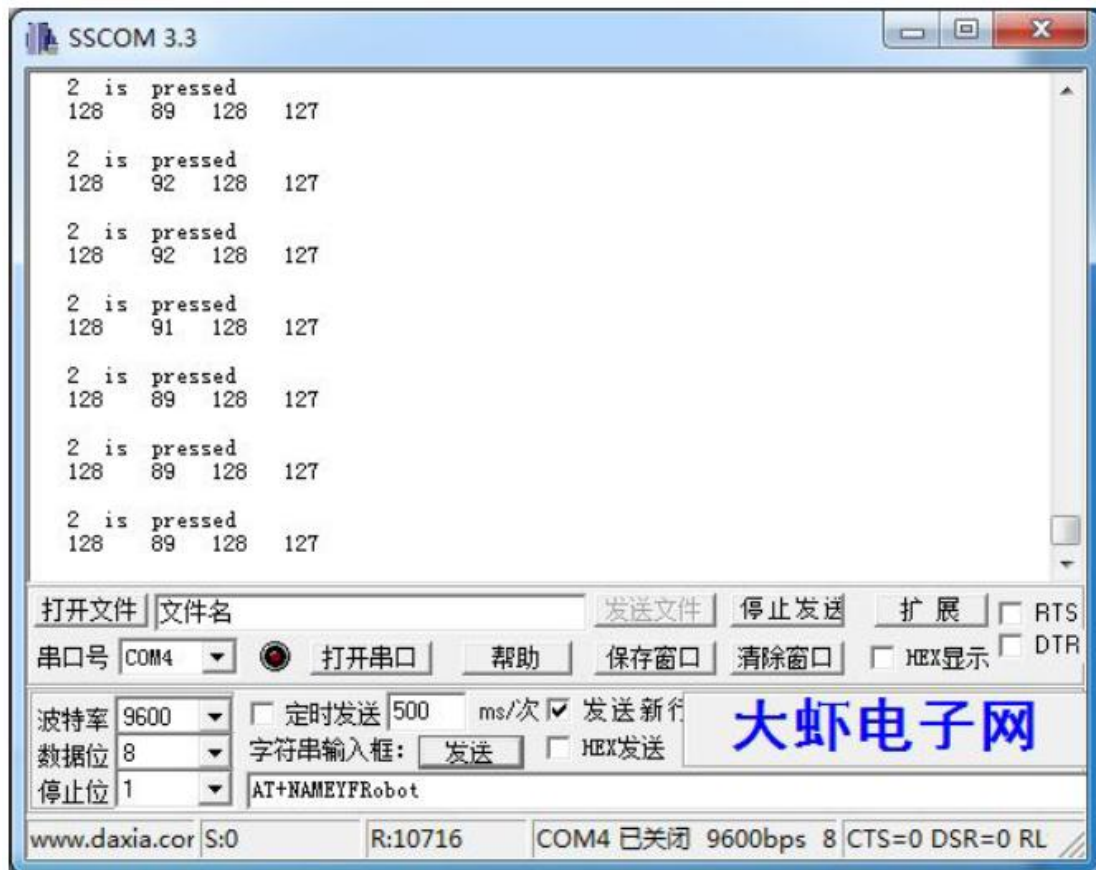 SSCOM 3.3
2 is pressed
128 89 128 127
2 is pressed
128 92 128 127
2 is pressed
128 92 128 127
2 is pressed
128 91 128 127
2 is pressed
128 89 128 127
2 is pressed
128 89 128 127
2 is pressed
128 89 128 127
打开文件 文件名 发送文件 停止发送 扩展 RTS
串口号 COM4 打开串口 帮助 保存窗口 清除窗口 HEX显示 DTR
波特率 9600 定时发送 500 ms/次 发送新行 大虾电子网
数据位 8 字符串输入框: 发送 HEX发送
停止位 1 AT+NAMEYFRobot
www.daxia.cor S:0 R:10716 COM4 已关闭 9600bps 8 CTS=0 DSR=0 RL